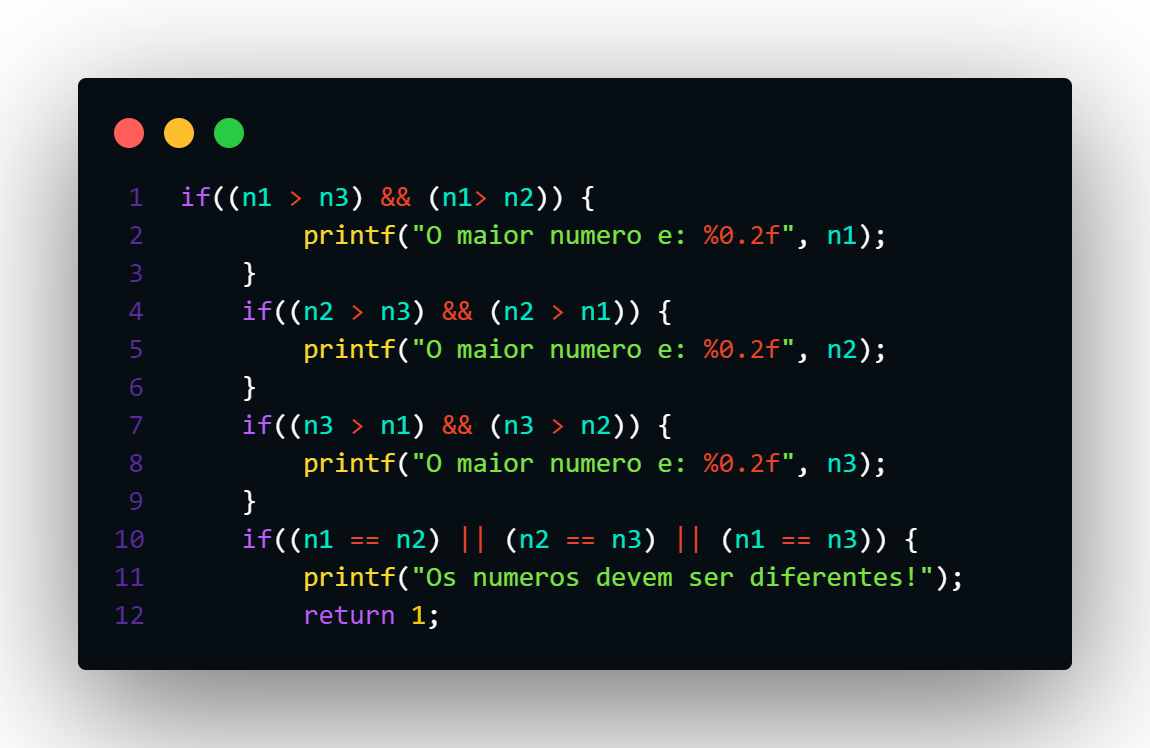 1 if((n1 > n3) && (n1> n2)) {
2         printf("O maior numero e: %0.2f", n1);
3     }
4     if((n2 > n3) && (n2 > n1)) {
5         printf("O maior numero e: %0.2f", n2);
6     }
7     if((n3 > n1) && (n3 > n2)) {
8         printf("O maior numero e: %0.2f", n3);
9     }
10     if((n1 == n2) || (n2 == n3) || (n1 == n3)) {
11         printf("Os numeros devem ser diferentes!");
12         return 1;